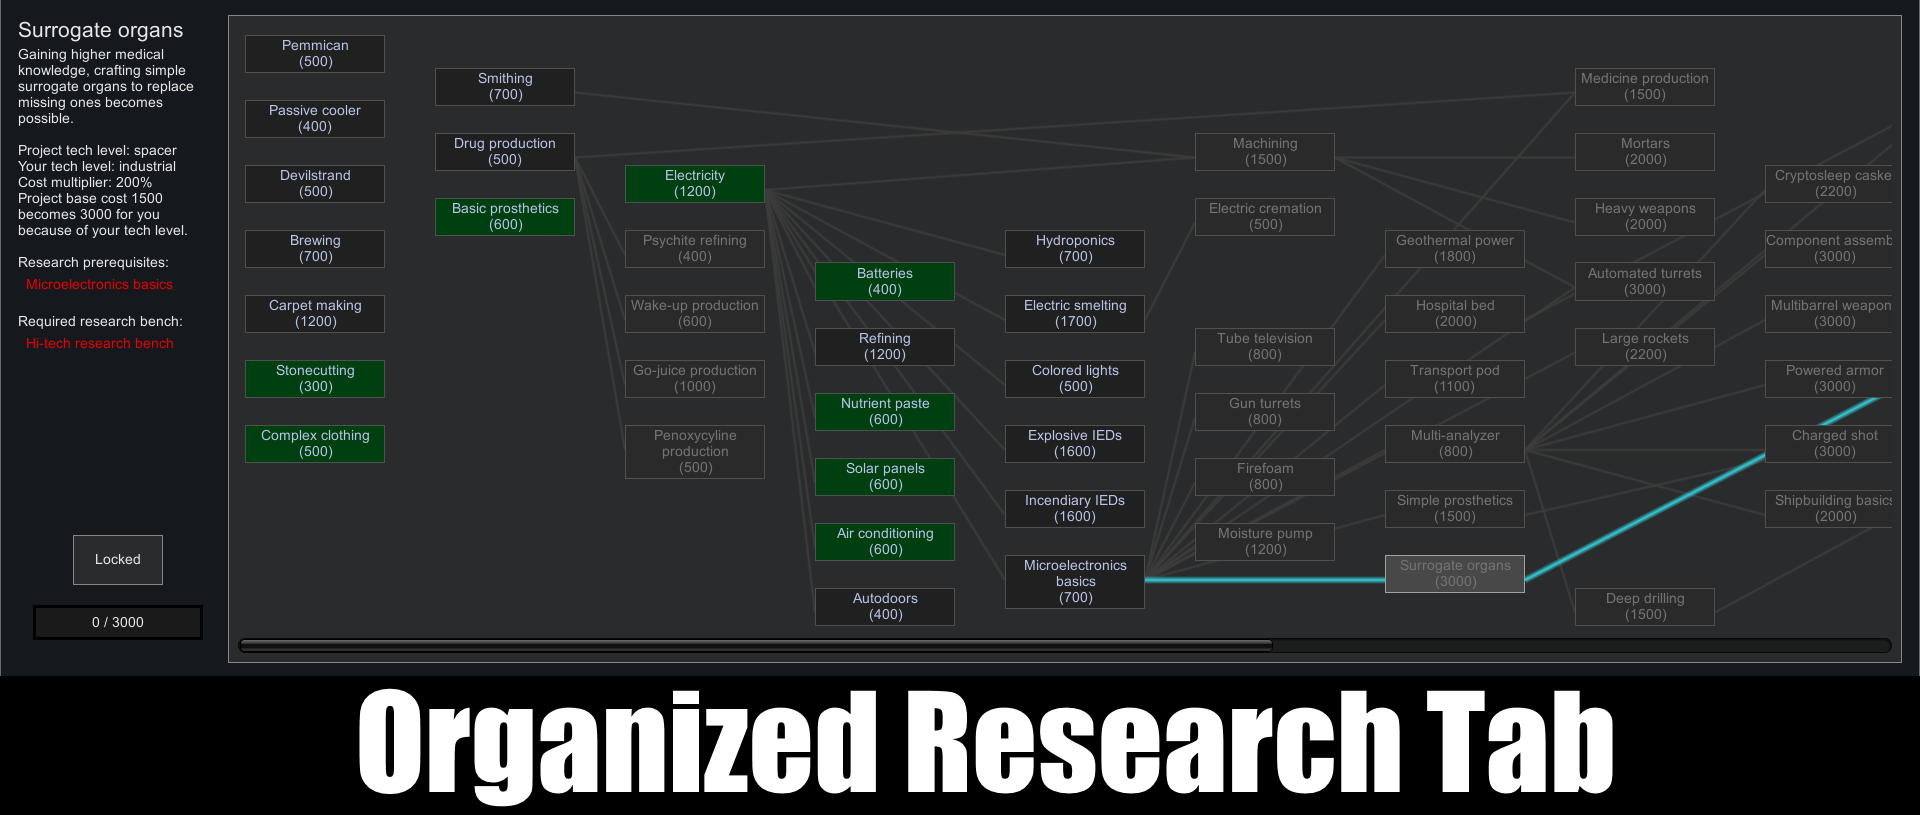 Surrogate organs
Gaining higher medical
knowledge, crafting simple
surrogate organs to replace
missing ones becomes
possible.
Project tech level: spacer
Your tech level: industrial
Cost multiplier: 200%
Project base cost 1500
becomes 3000 for you
because of your tech level.
Research prerequisites:
Microelectronics basics
Required research bench:
Hi-tech research bench
Locked
0 / 3000
Pemmican
(500)
Passive cooler
(400)
Devilstrand
(500)
Brewing
(700)
Carpet making
(1200)
Stonecutting
(300)
Complex clothing
(500)
Smithing
(700)
Drug production
(500)
Basic prosthetics
(600)
Electricity
(1200)
Psychite refining
(400)
Wake-up production
(600)
Go-juice production
(1000)
Penoxycyline
production
(500)
Batteries
(400)
Refining
(1200)
Nutrient paste
(600)
Solar panels
(600)
Air conditioning
(600)
Autodoors
(400)
Hydroponics
(700)
Electric smelting
(1700)
Colored lights
(500)
Explosive IEDs
(1600)
Incendiary IEDs
(1600)
Microelectronics
basics
(700)
Machining
(1500)
Electric cremation
(500)
Tube television
(800)
Gun turrets
(800)
Firefoam
(800)
Moisture pump
(1200)
Geothermal power
(1800)
Hospital bed
(2000)
Transport pod
(1100)
Multi-analyzer
(800)
Simple prosthetics
(1500)
Surrogate organs
(3000)
Medicine production
(1500)
Mortars
(2000)
Heavy weapons
(2000)
Automated turrets
(3000)
Large rockets
(2200)
Deep drilling
(1500)
Cryptosleep caske
(2200)
Component assemb
(3000)
Multibarrel weapon
(3000)
Powered armor
(3000)
Charged shot
(3000)
Shipbuilding basics
(2000)
Organized Research Tab